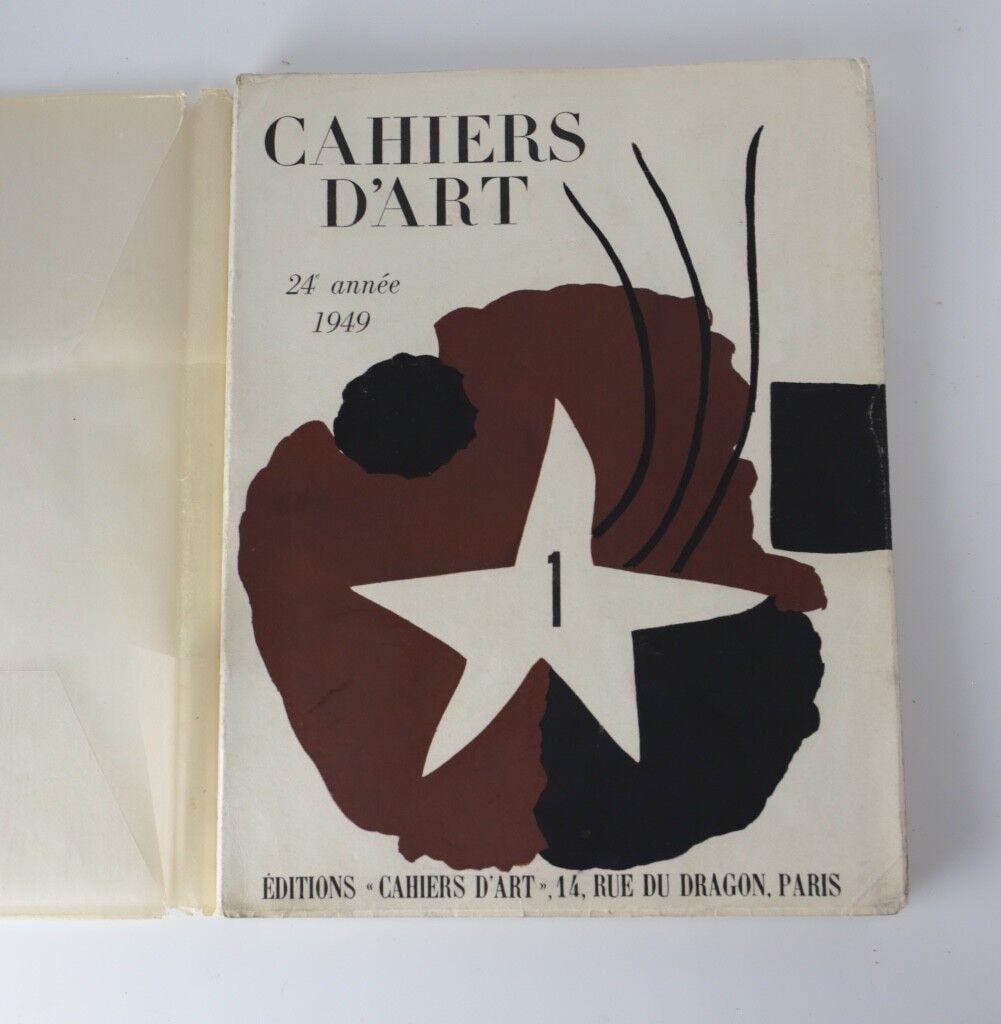 CAHIERS
D'ART
24e année
1949
1
ÉDITIONS « CAHIERS D'ART », 14, RUE DU DRAGON, PARIS